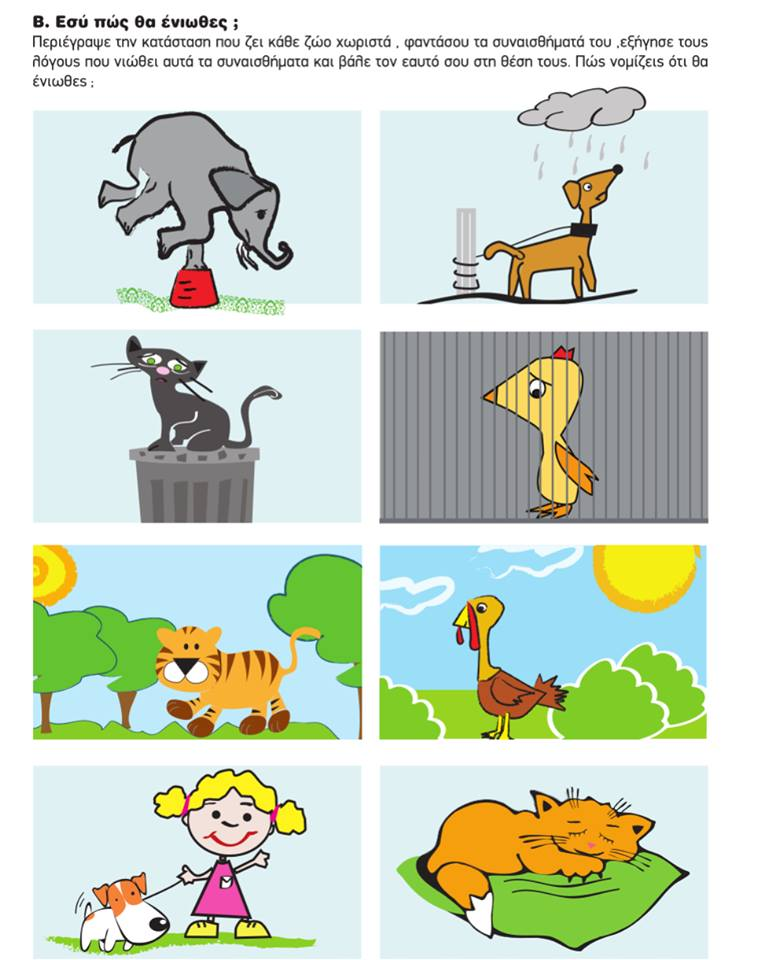 Β. Εσύ πώς θα ένιωθες ;
Περιέγραψε την κατάσταση που ζει κάθε ζώο χωριστά , φαντάσου τα συναισθήματά του ,εξήγησε τους
λόγους που νιώθει αυτά τα συναισθήματα και βάλε τον εαυτό σου στη θέση τους. Πώς νομίζεις ότι θα
ένιωθες ;